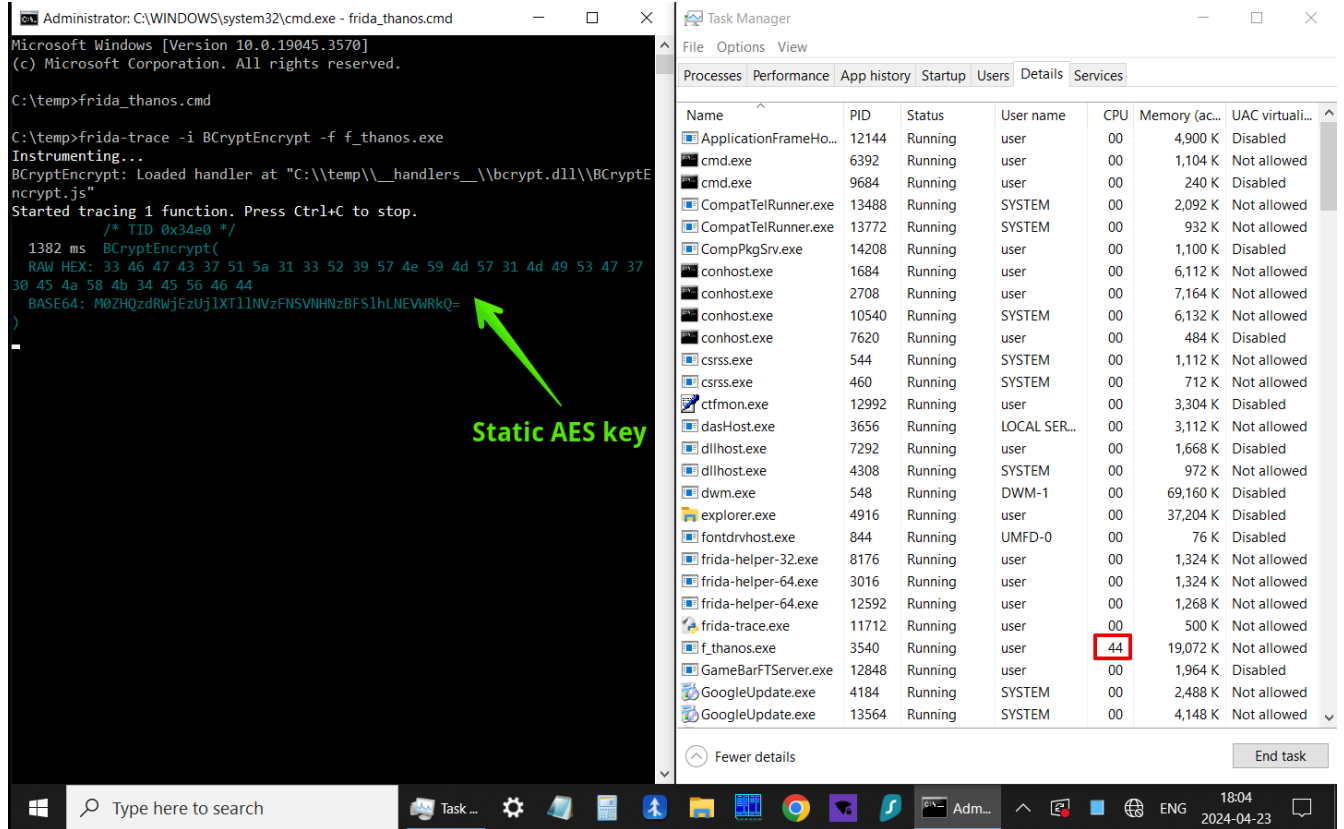 Administrator: C:\WINDOWS\system32\cmd.exe - frida_thanos.cmd
Microsoft Windows [Version 10.0.19045.3570]
(c) Microsoft Corporation. All rights reserved.
C:\temp>frida_thanos.cmd
C:\temp>frida-trace -i BCryptEncrypt -f f_thanos.exe
Instrumenting...
BCryptEncrypt: Loaded handler at "C:\\temp\\__handlers__\\bcrypt.dll\\BCryptE
ncrypt.js"
Started tracing 1 function. Press Ctrl+C to stop.
/* TID 0x34e0 */
1382 ms BCryptEncrypt(
RAW HEX: 33 46 47 43 37 51 5a 31 33 52 39 57 4e 59 4d 57 31 4d 49 53 47 37
30 45 4a 58 4b 34 45 56 46 44
BASE64: M0ZHQzdRWjEzUjlXTllNVzFNSVNHNzBFSlhLNEVWRkQ=
)
Static AES key
Task Manager
File Options View
Processes Performance App history Startup Users Details Services
Name PID Status User name CPU Memory (ac... UAC virtuali...
ApplicationFrameHo... 12144 Running user 00 4,900 K Disabled
cmd.exe 6392 Running user 00 1,104 K Not allowed
cmd.exe 9684 Running user 00 240 K Disabled
CompatTelRunner.exe 13488 Running SYSTEM 00 2,092 K Not allowed
CompatTelRunner.exe 13772 Running SYSTEM 00 932 K Not allowed
CompPkgSrv.exe 14208 Running user 00 1,100 K Disabled
conhost.exe 1684 Running user 00 6,112 K Not allowed
conhost.exe 2708 Running user 00 7,164 K Not allowed
conhost.exe 10540 Running SYSTEM 00 6,132 K Not allowed
conhost.exe 7620 Running user 00 484 K Disabled
csrss.exe 544 Running SYSTEM 00 1,112 K Not allowed
csrss.exe 460 Running SYSTEM 00 712 K Not allowed
ctfmon.exe 12992 Running user 00 3,304 K Disabled
dasHost.exe 3656 Running LOCAL SER... 00 3,112 K Not allowed
dllhost.exe 7292 Running user 00 1,668 K Disabled
dllhost.exe 4308 Running SYSTEM 00 972 K Not allowed
dwm.exe 548 Running DWM-1 00 69,160 K Disabled
explorer.exe 4916 Running user 00 37,204 K Disabled
fontdrvhost.exe 844 Running UMFD-0 00 76 K Disabled
frida-helper-32.exe 8176 Running user 00 1,324 K Not allowed
frida-helper-64.exe 3016 Running user 00 1,324 K Not allowed
frida-helper-64.exe 12592 Running user 00 1,268 K Not allowed
frida-trace.exe 11712 Running user 00 500 K Not allowed
f_thanos.exe 3540 Running user 44 19,072 K Not allowed
GameBarFTServer.exe 12848 Running user 00 1,964 K Disabled
GoogleUpdate.exe 4184 Running SYSTEM 00 2,488 K Not allowed
GoogleUpdate.exe 13564 Running SYSTEM 00 4,148 K Not allowed
Fewer details
End task
Type here to search
Task ...
Adm...
ENG
18:04
2024-04-23